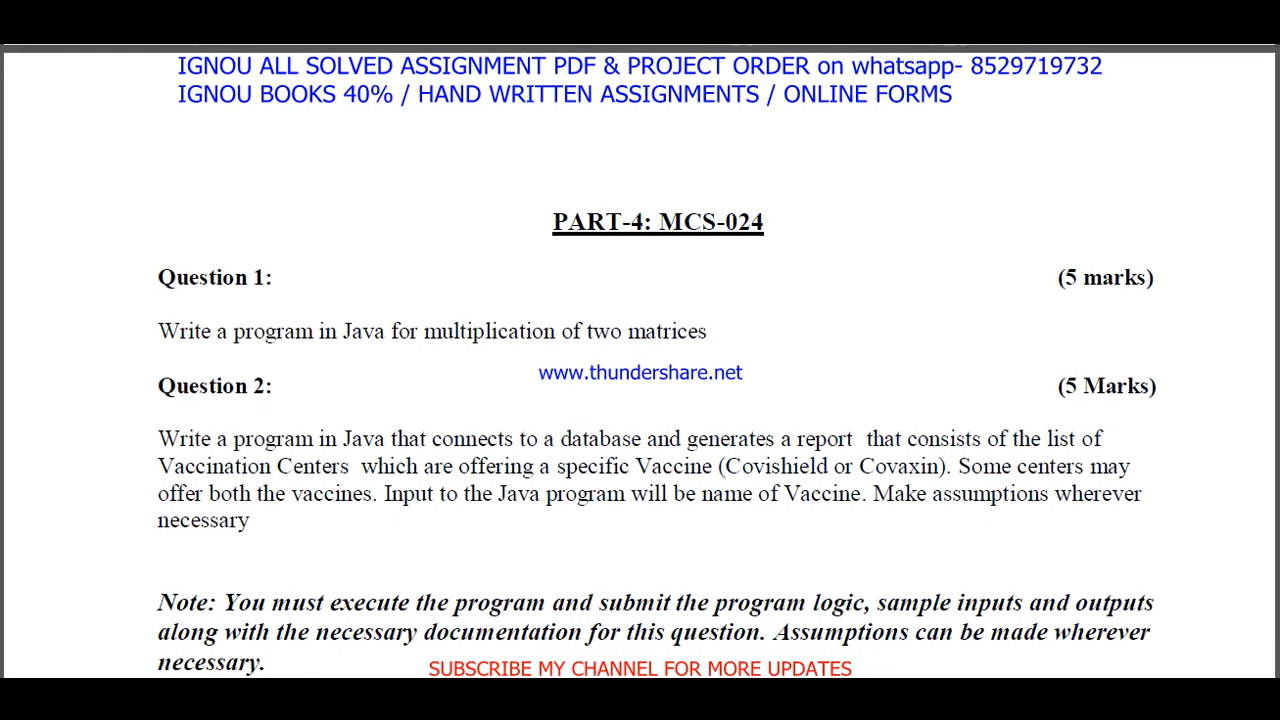 IGNOU ALL SOLVED ASSIGNMENT PDF & PROJECT ORDER on whatsapp- 8529719732
IGNOU BOOKS 40% / HAND WRITTEN ASSIGNMENTS / ONLINE FORMS
PART-4: MCS-024
Question 1: (5 marks)
Write a program in Java for multiplication of two matrices
www.thundershare.net
Question 2: (5 Marks)
Write a program in Java that connects to a database and generates a report that consists of the list of
Vaccination Centers which are offering a specific Vaccine (Covishield or Covaxin). Some centers may
offer both the vaccines. Input to the Java program will be name of Vaccine. Make assumptions wherever
necessary
Note: You must execute the program and submit the program logic, sample inputs and outputs
along with the necessary documentation for this question. Assumptions can be made wherever
necessary.
SUBSCRIBE MY CHANNEL FOR MORE UPDATES